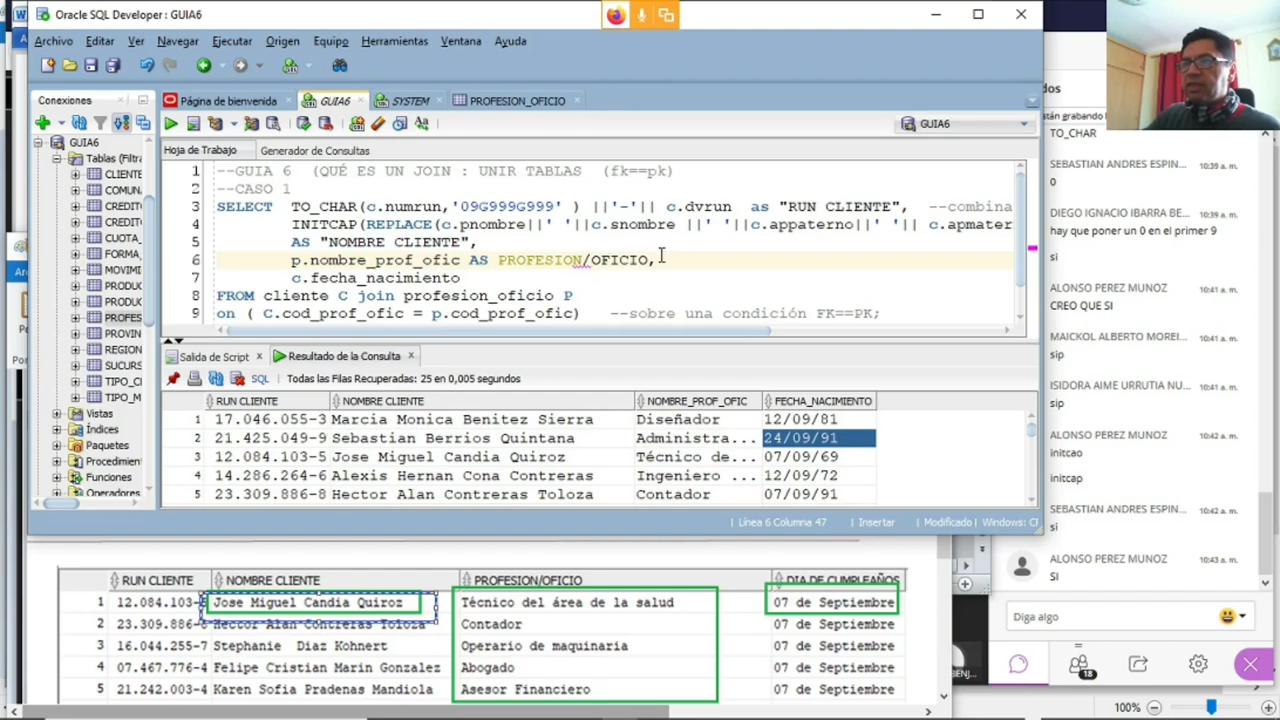 Oracle SQL Developer : GUIA6
Archivo Editar Ver Navegar Ejecutar Origen Equipo Herramientas Ventana Ayuda
Conexiones
Página de bienvenida GUIA6 SYSTEM PROFESION_OFICIO
GUIA6
GUIA6
Tablas (Filtra
CLIENTE
COMUN
CREDIT
CREDIT
CUOTA_
FORMA_
MOVIMI
PRODUC
PRODUC
PROFES
PROVIN
REGION
SUCURS
TIPO_C
TIPO_M
Vistas
Índices
Paquetes
Procedimien
Funciones
Operadores
Hoja de Trabajo Generador de Consultas
1 --GUIA 6 (QUÉ ES UN JOIN : UNIR TABLAS (fk==pk)
2 --CASO 1
3 SELECT TO_CHAR(c.numrun,'09G999G999' ) ||'-'|| c.dvrun as "RUN CLIENTE", --combina
4 INITCAP(REPLACE(c.pnombre||' '||c.snombre ||' '||c.appaterno||' '|| c.apmater
5 AS "NOMBRE CLIENTE",
6 p.nombre_prof_ofic AS PROFESION/OFICIO,
7 c.fecha_nacimiento
8 FROM cliente C join profesion_oficio P
9 on ( C.cod_prof_ofic = p.cod_prof_ofic) --sobre una condición FK==PK;
Salida de Script Resultado de la Consulta
SQL Todas las Filas Recuperadas: 25 en 0,005 segundos
RUN CLIENTE NOMBRE CLIENTE NOMBRE_PROF_OFIC FECHA_NACIMIENTO
1 17.046.055-3 Marcia Monica Benitez Sierra Diseñador 12/09/81
2 21.425.049-9 Sebastian Berrios Quintana Administra... 24/09/91
3 12.084.103-5 Jose Miguel Candia Quiroz Técnico de... 07/09/69
4 14.286.264-6 Alexis Hernan Cona Contreras Ingeniero ... 12/09/72
5 23.309.886-8 Hector Alan Contreras Toloza Contador 07/09/91
Línea 6 Columna 47 Insertar Modificado Windows: CF
RUN CLIENTE NOMBRE CLIENTE PROFESION/OFICIO DIA DE CUMPLEAÑOS
1 12.084.103- Jose Miguel Candia Quiroz Técnico del área de la salud 07 de Septiembre
2 23.309.886- Hector Alan Contreras Toloza Contador 07 de Septiembre
3 16.044.255-7 Stephanie Diaz Kohnert Operario de maquinaria 07 de Septiembre
4 07.467.776-4 Felipe Cristian Marin Gonzalez Abogado 07 de Septiembre
5 21.242.003-4 Karen Sofia Pradenas Mandiola Asesor Financiero 07 de Septiembre
TO_CHAR
SEBASTIAN ANDRES ESPIN... 10:39 a. m.
0
DIEGO IGNACIO IBARRA BE...
hay que poner un 0 en el primer 9
si
ALONSO PEREZ MUNOZ 10:41 a. m.
CREO QUE SI
MAICKOL ALBERTO MORE... 10:41 a. m.
sip
ISIDORA AIME URRUTIA NU... 10:41 a. m.
sip
ALONSO PEREZ MUNOZ 10:42 a. m.
initcao
initcap
SEBASTIAN ANDRES ESPIN... 10:42 a. m.
si
ALONSO PEREZ MUNOZ 10:43 a. m.
SI
Diga algo
18
100%